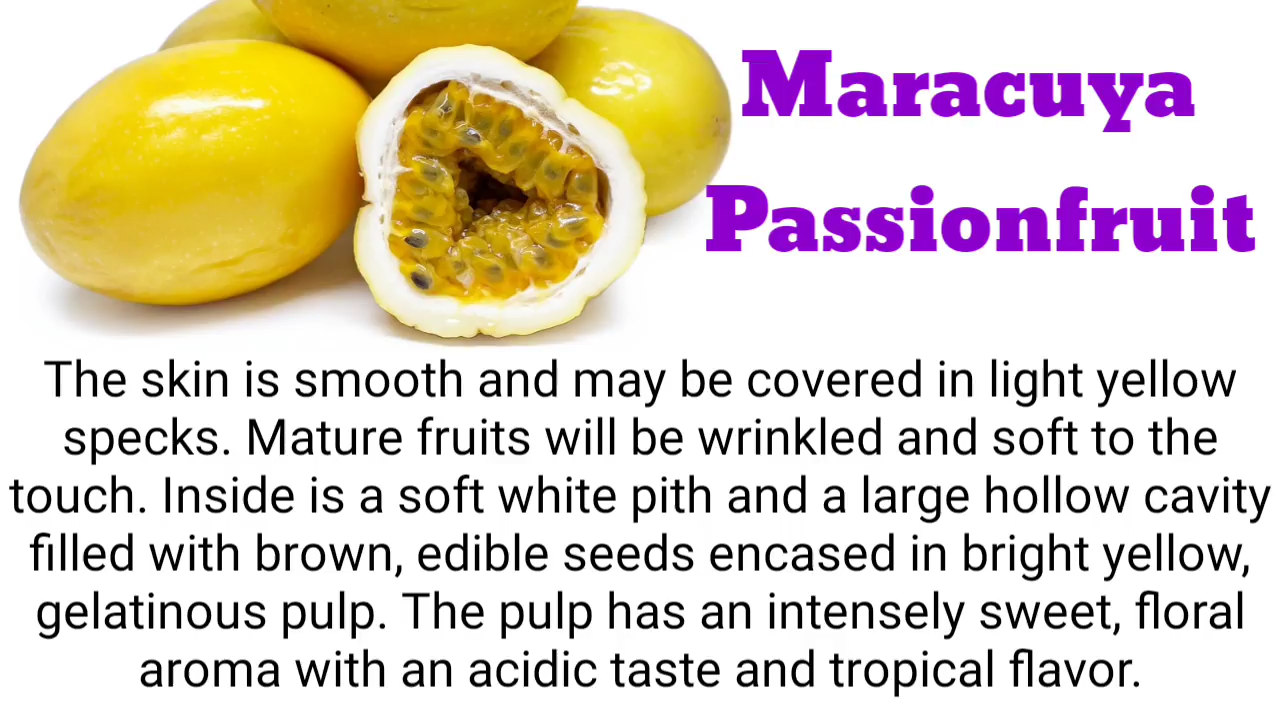 Maracuya
Passionfruit
The skin is smooth and may be covered in light yellow
specks. Mature fruits will be wrinkled and soft to the
touch. Inside is a soft white pith and a large hollow cavity
filled with brown, edible seeds encased in bright yellow,
gelatinous pulp. The pulp has an intensely sweet, floral
aroma with an acidic taste and tropical flavor.